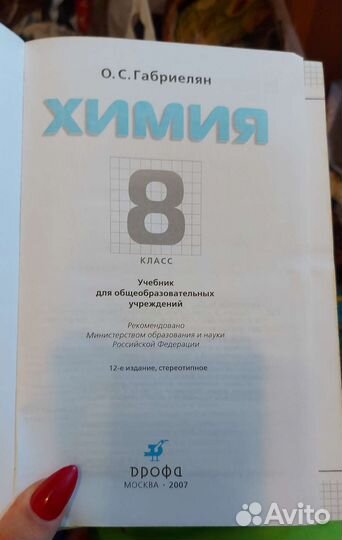 О. С. Габриелян
ХИМИЯ
8
КЛАСС
Учебник
для общеобразовательных
учреждений
Рекомендовано
Министерством образования и науки
Российской Федерации
12-е издание, стереотипное
дрофа
МОСКВА • 2007
Avito